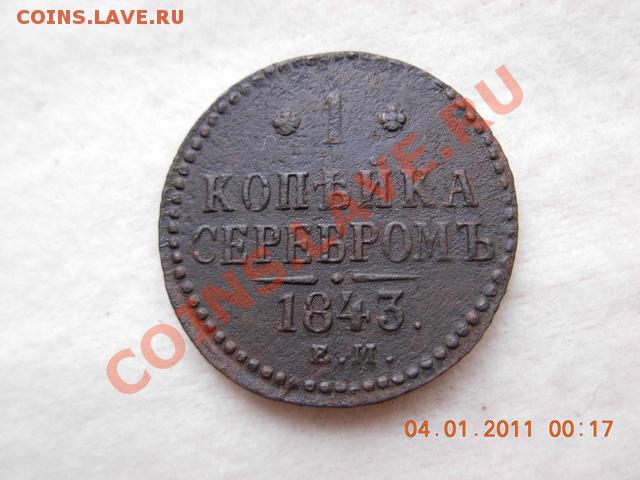 COINS.LAVE.RU
1
КОПѢЙКА
СЕРЕБРОМЪ
1843.
Е.М.
COINS.LAVE.RU
04.01.2011 00:17